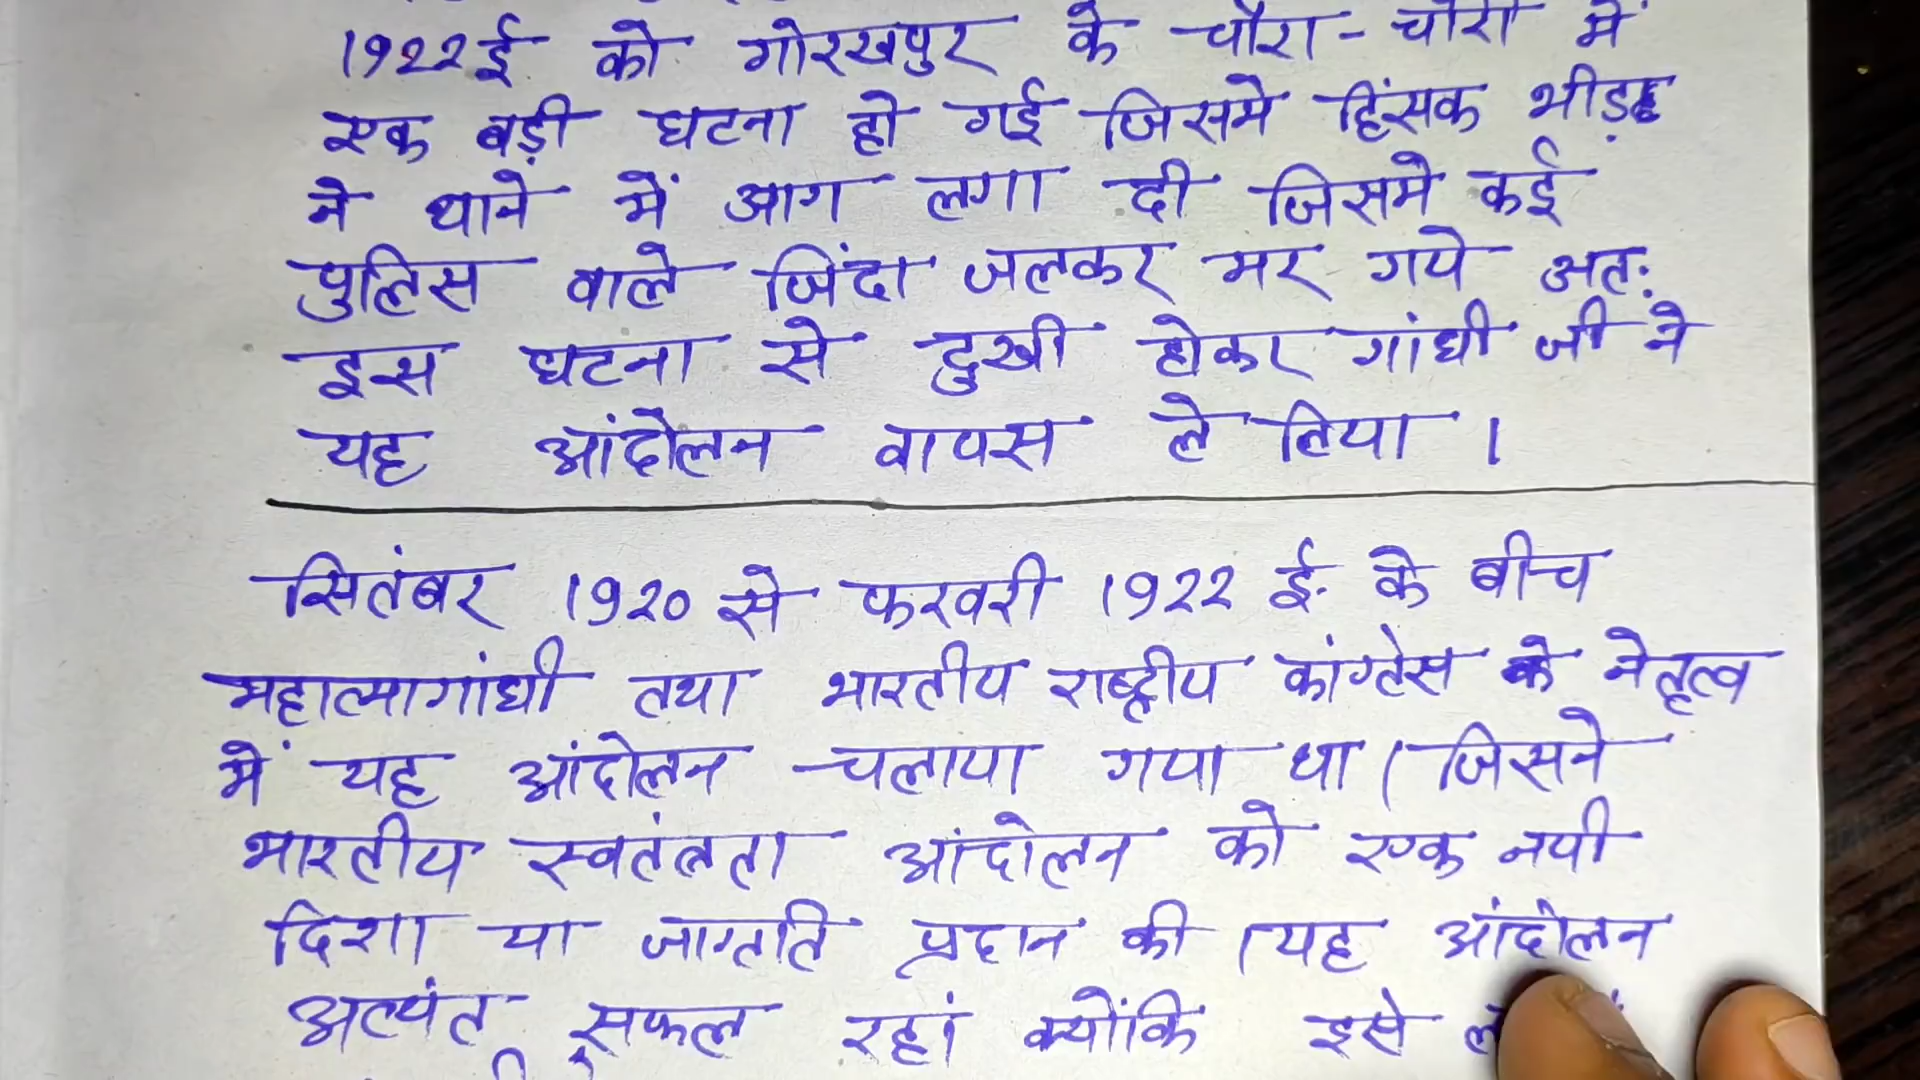 1922ई को गोरखपुर के चौरा-चौरी में
एक बड़ी घटना हो गई जिसमे हिंसक भीड़
ने थाने में आग लगा दी जिसमे कई
पुलिस वाले जिंदा जलकर मर गये अतः
इस घटना से दुखी होकर गांधी जी ने
यह आंदोलन वापस ले लिया ।
सितंबर 1920 से फरवरी 1922 ई. के बीच
महात्मागांधी तथा भारतीय राष्ट्रीय कांग्रेस के नेतृत्व
में यह आंदोलन चलाया गया था। जिसने
भारतीय स्वतंत्रता आंदोलन को एक नयी
दिशा या जागृति प्रदान की । यह आंदोलन
अत्यंत सफल रहा क्योंकि इसे